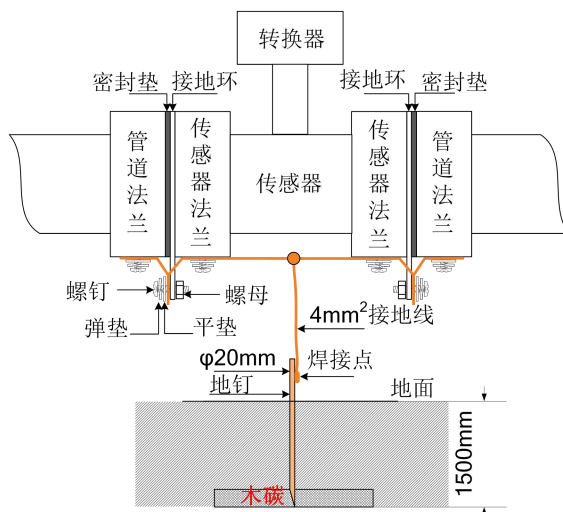 转换器
密封垫
接地环
接地环
密封垫
管道法兰
传感器法兰
传感器
传感器法兰
管道法兰
螺钉
螺母
弹垫
平垫
4mm²接地线
φ20mm
焊接点
地钉
地面
1500mm
木碳